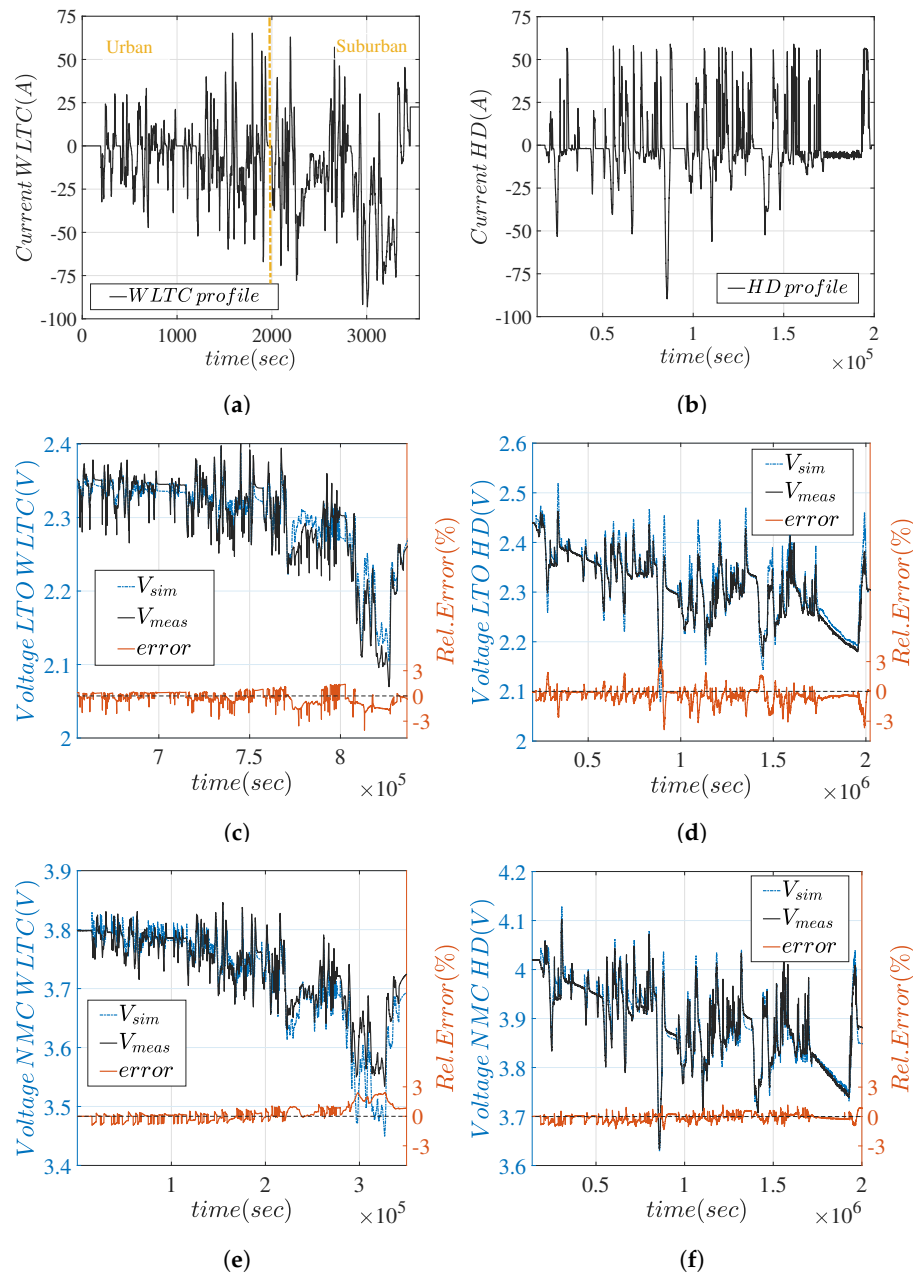 Current WLTC(A)
75
50
25
0
-25
-50
-75
-100
Urban
Suburban
WLTC profile
0
1000
2000
3000
time(sec)
(a)
Current HD(A)
100
50
0
-50
-75
-100
HD profile
0.5
1
1.5
2
×10^5
time(sec)
(b)
Voltage LTO WLTC(V)
2.4
2.3
2.2
2.1
2
V_sim
V_meas
error
Rel.Error(%)
3
0
-3
7
7.5
8
×10^5
time(sec)
(c)
Voltage LTO HD(V)
2.6
2.5
2.4
2.3
2.2
2.1
2
V_sim
V_meas
error
Rel.Error(%)
3
0
-3
0.5
1
1.5
2
×10^6
time(sec)
(d)
Voltage NMC WLTC(V)
3.9
3.8
3.7
3.6
3.5
3.4
V_sim
V_meas
error
Rel.Error(%)
3
0
-3
1
2
3
×10^5
time(sec)
(e)
Voltage NMC HD(V)
4.2
4.1
4
3.9
3.8
3.7
3.6
V_sim
V_meas
error
Rel.Error(%)
3
0
-3
0.5
1
1.5
2
×10^6
time(sec)
(f)